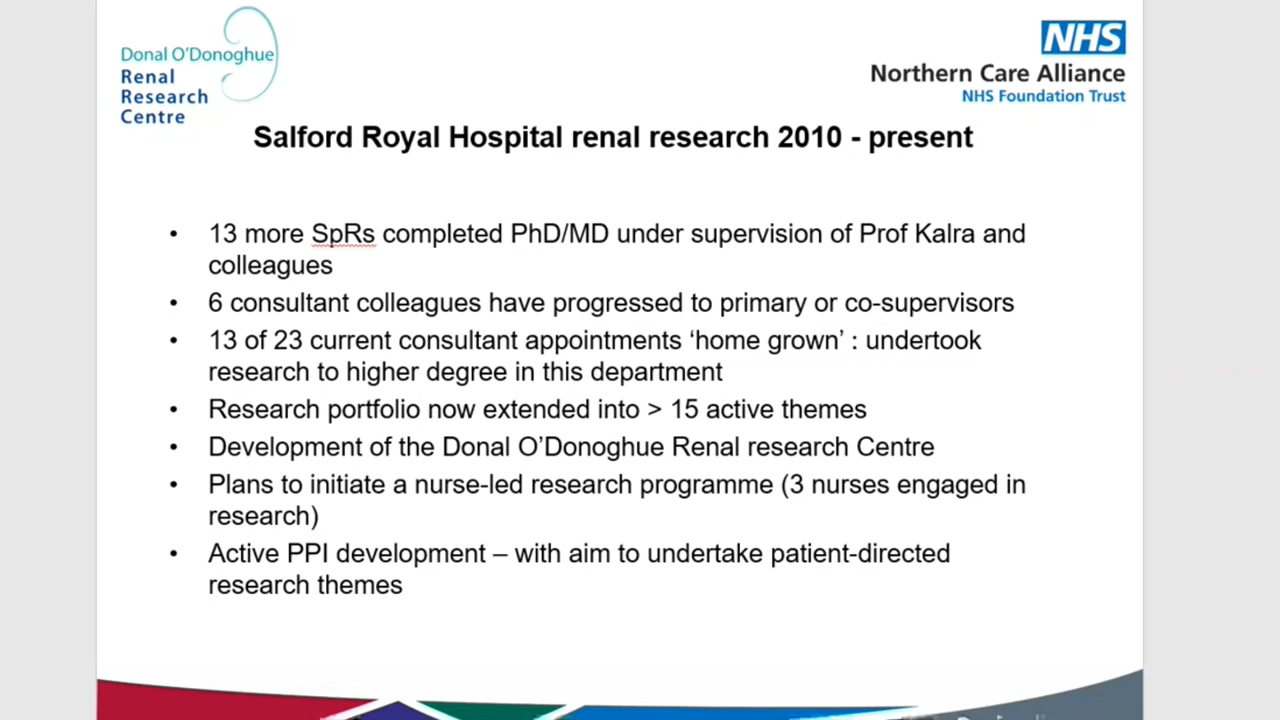 Donal O'Donoghue
Renal
Research
Centre
NHS
Northern Care Alliance
NHS Foundation Trust
Salford Royal Hospital renal research 2010 - present
• 13 more SpRs completed PhD/MD under supervision of Prof Kalra and
colleagues
• 6 consultant colleagues have progressed to primary or co-supervisors
• 13 of 23 current consultant appointments ‘home grown’ : undertook
research to higher degree in this department
• Research portfolio now extended into > 15 active themes
• Development of the Donal O’Donoghue Renal research Centre
• Plans to initiate a nurse-led research programme (3 nurses engaged in
research)
• Active PPI development – with aim to undertake patient-directed
research themes